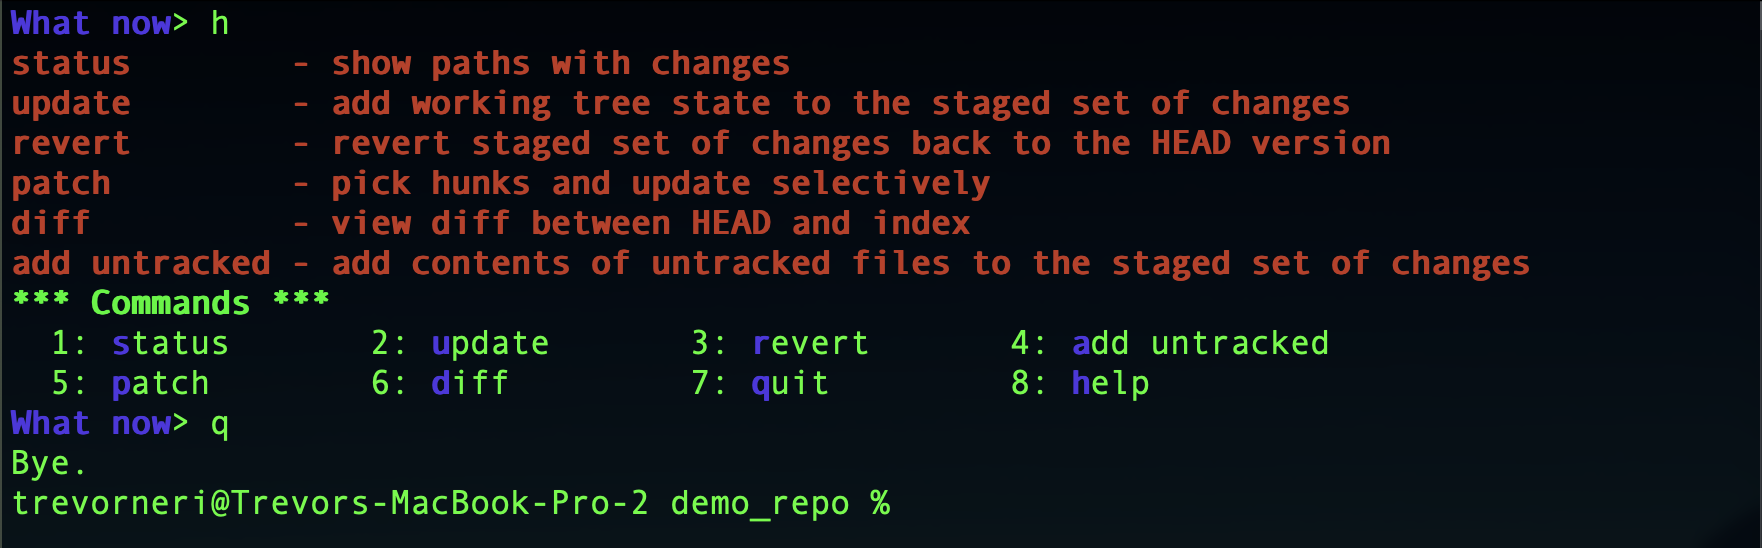 What now> h
status        - show paths with changes
update        - add working tree state to the staged set of changes
revert        - revert staged set of changes back to the HEAD version
patch         - pick hunks and update selectively
diff          - view diff between HEAD and index
add untracked - add contents of untracked files to the staged set of changes
*** Commands ***
  1: status       2: update       3: revert       4: add untracked
  5: patch        6: diff         7: quit         8: help
What now> q
Bye.
trevorneri@Trevors-MacBook-Pro-2 demo_repo %